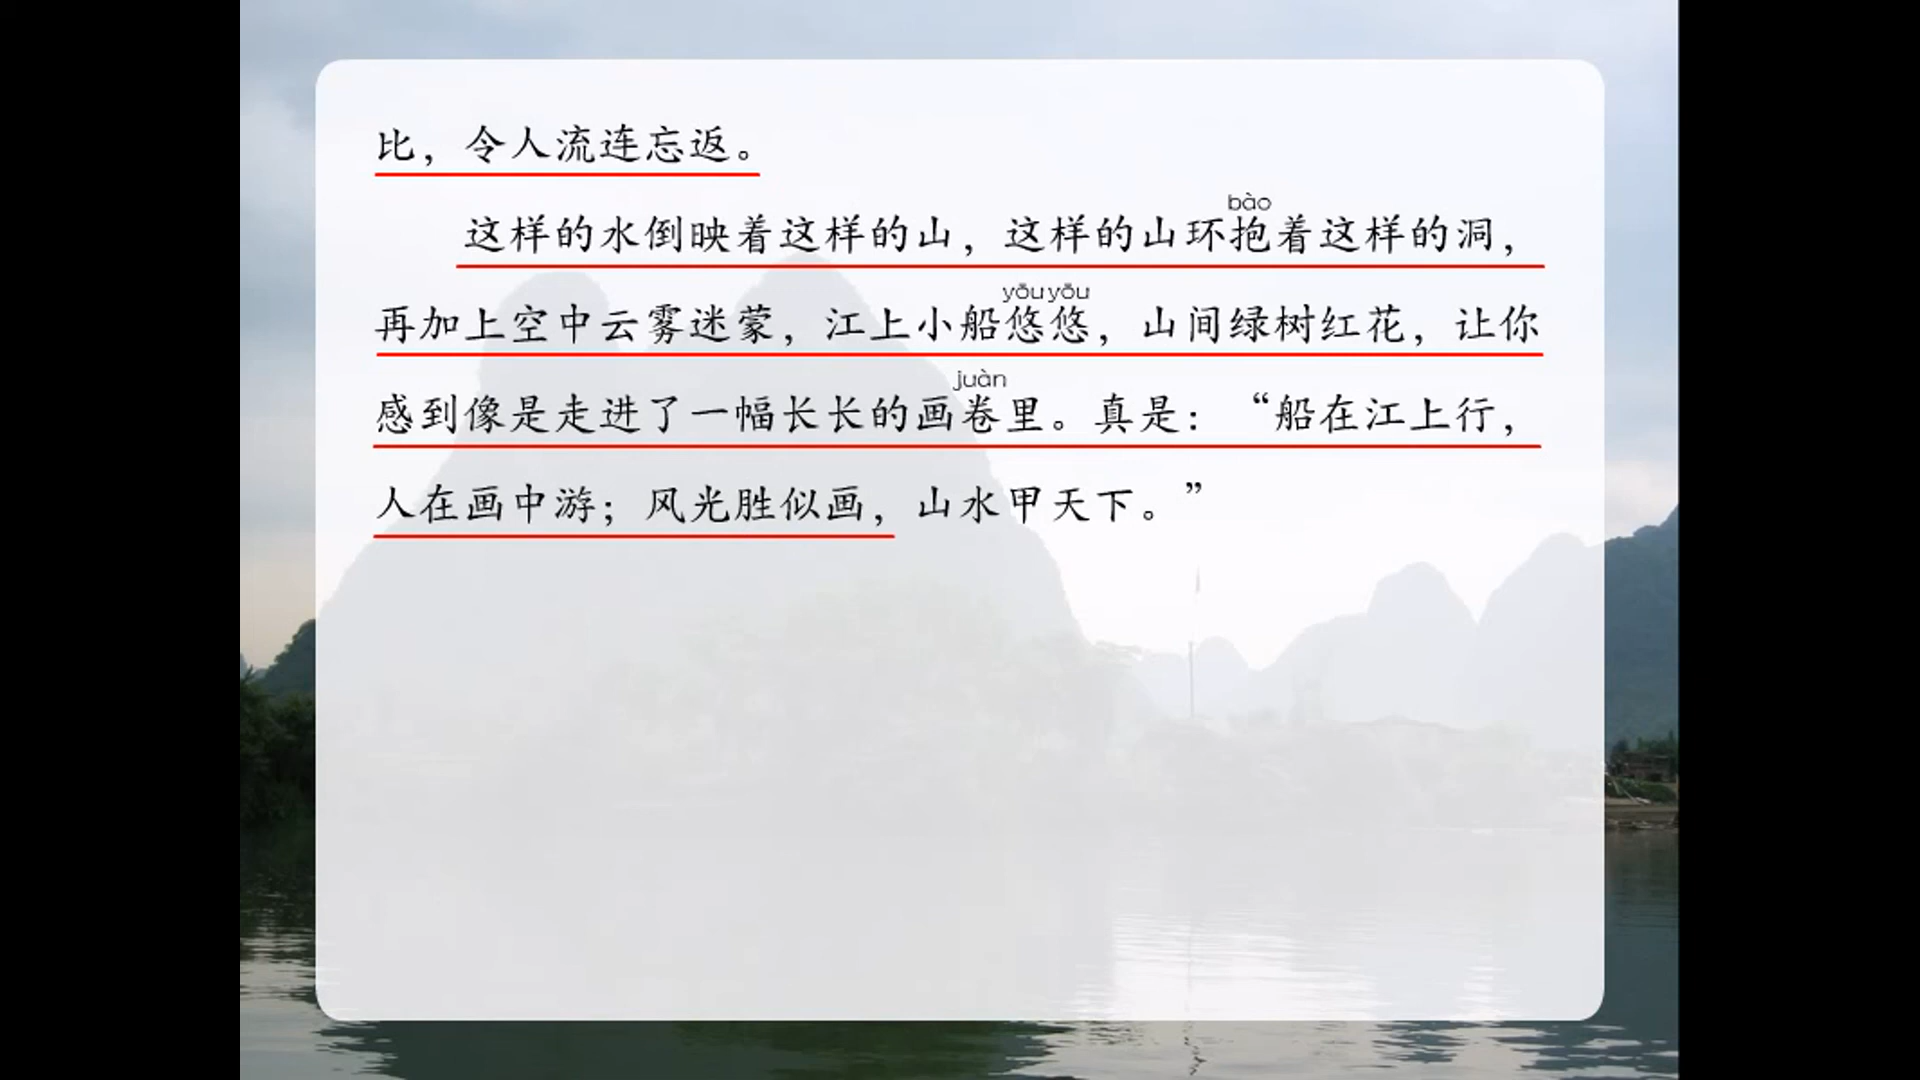 比，令人流连忘返。
bào
这样的水倒映着这样的山，这样的山环抱着这样的洞，
yōu yōu
再加上空中云雾迷蒙，江上小船悠悠，山间绿树红花，让你
juàn
感到像是走进了一幅长长的画卷里。真是：“船在江上行，
人在画中游；风光胜似画，山水甲天下。”